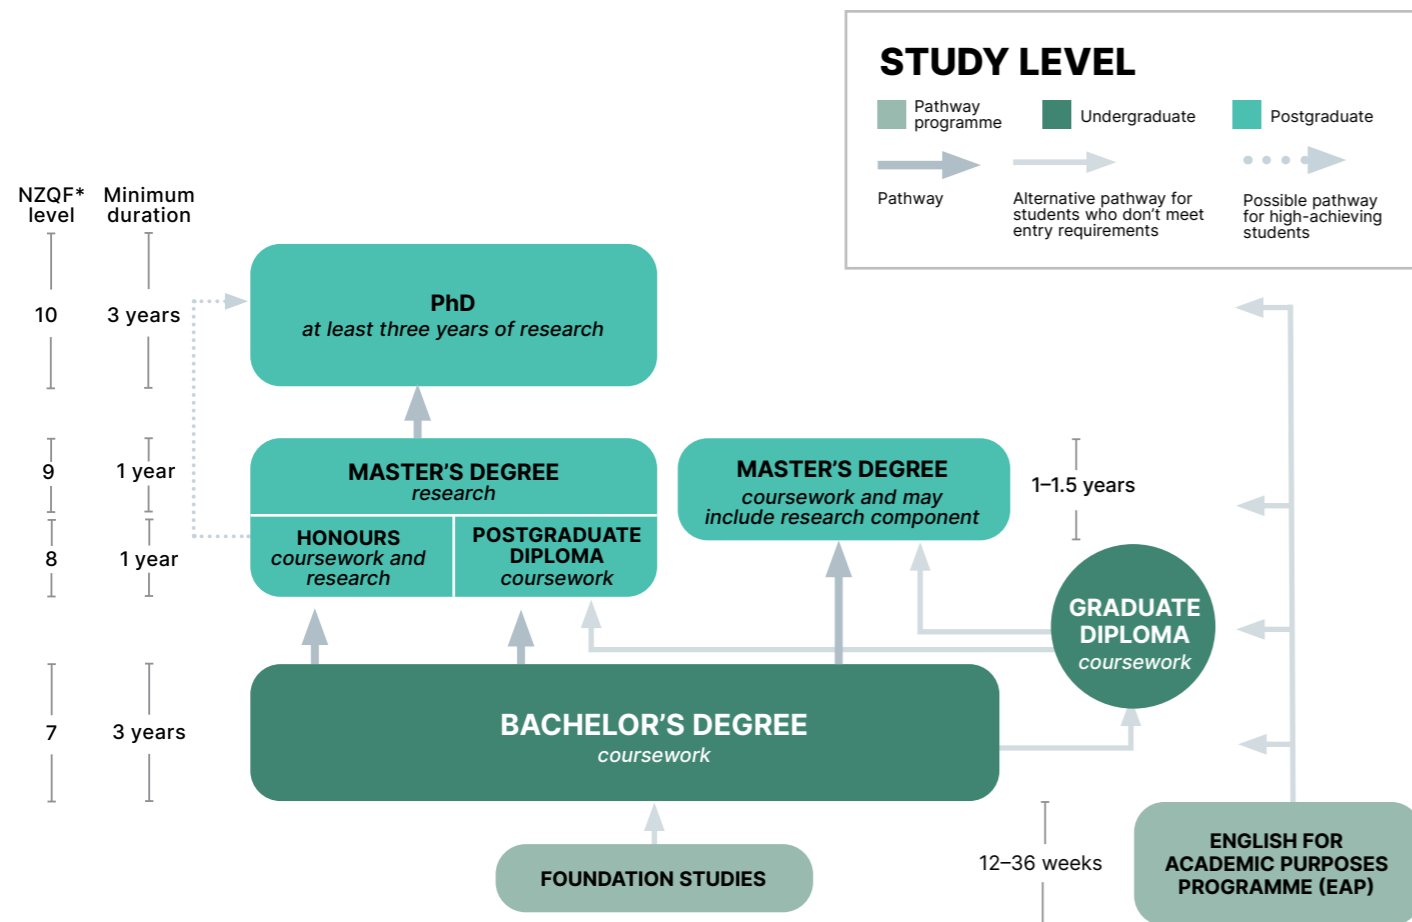 STUDY LEVEL
Pathway
programme
Undergraduate
Postgraduate
Pathway
Alternative pathway for
students who don't meet
entry requirements
Possible pathway
for high-achieving
students
NZQF*
level
Minimum
duration
10
3 years
PhD
at least three years of research
9
1 year
MASTER'S DEGREE
research
MASTER'S DEGREE
coursework and may
include research component
1–1.5 years
8
1 year
HONOURS
coursework and
research
POSTGRADUATE
DIPLOMA
coursework
GRADUATE
DIPLOMA
coursework
7
3 years
BACHELOR'S DEGREE
coursework
FOUNDATION STUDIES
12–36 weeks
ENGLISH FOR
ACADEMIC PURPOSES
PROGRAMME (EAP)